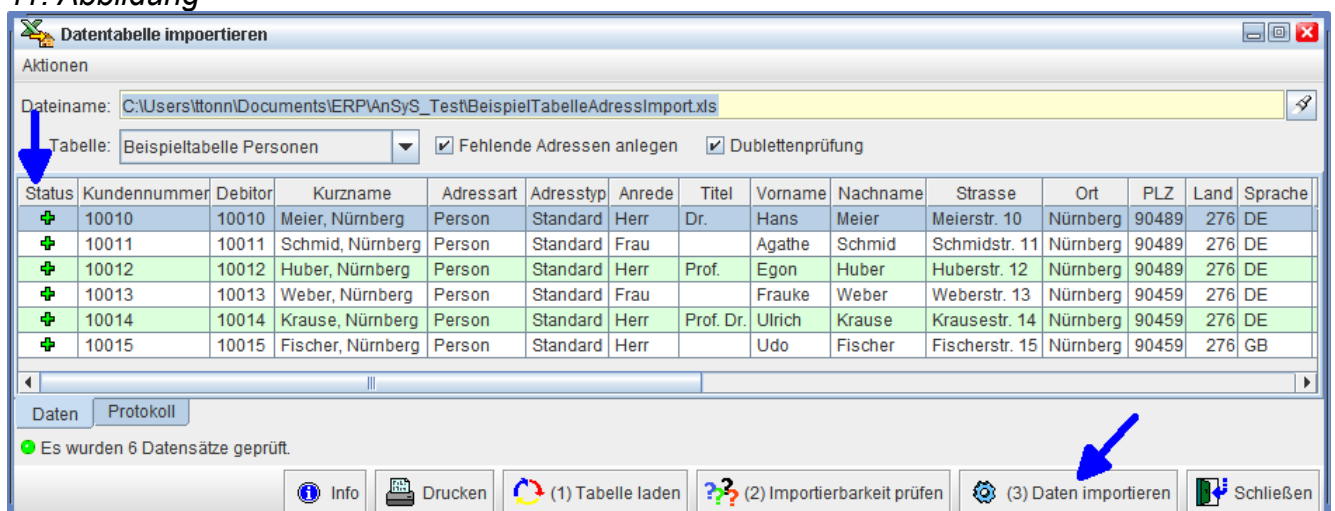 11. Abbildung
Datentabelle impoertieren
Aktionen
Dateiname: C:\Users\ttonn\Documents\ERP\AnSyS_Test\BeispielTabelleAdressImport.xls
Tabelle: Beispieltabelle Personen Fehlende Adressen anlegen Dublettenprüfung
Status Kundennummer Debitor Kurzname Adressart Adresstyp Anrede Titel Vorname Nachname Strasse Ort PLZ Land Sprache
10010 10010 Meier, Nürnberg Person Standard Herr Dr. Hans Meier Meierstr. 10 Nürnberg 90489 276 DE
10011 10011 Schmid, Nürnberg Person Standard Frau Agathe Schmid Schmidstr. 11 Nürnberg 90489 276 DE
10012 10012 Huber, Nürnberg Person Standard Herr Prof. Egon Huber Huberstr. 12 Nürnberg 90489 276 DE
10013 10013 Weber, Nürnberg Person Standard Frau Frauke Weber Weberstr. 13 Nürnberg 90459 276 DE
10014 10014 Krause, Nürnberg Person Standard Herr Prof. Dr. Ulrich Krause Krausestr. 14 Nürnberg 90459 276 DE
10015 10015 Fischer, Nürnberg Person Standard Herr Udo Fischer Fischerstr. 15 Nürnberg 90459 276 GB
Daten Protokoll
Es wurden 6 Datensätze geprüft.
Info Drucken (1) Tabelle laden (2) Importierbarkeit prüfen (3) Daten importieren Schließen